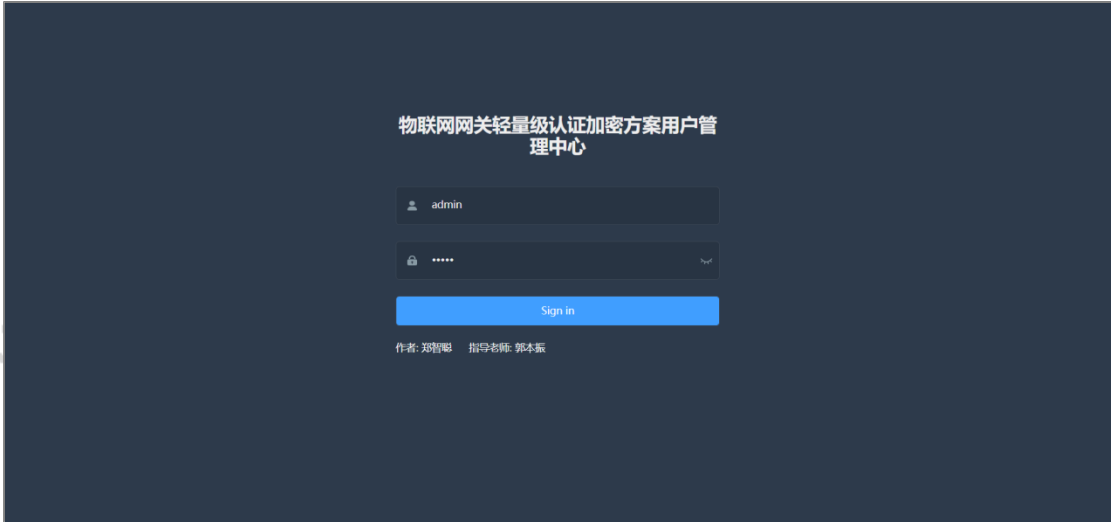 物联网网关轻量级认证加密方案用户管
理中心
admin
•••••
Sign in
作者: 郑智聪 指导老师: 郭本振